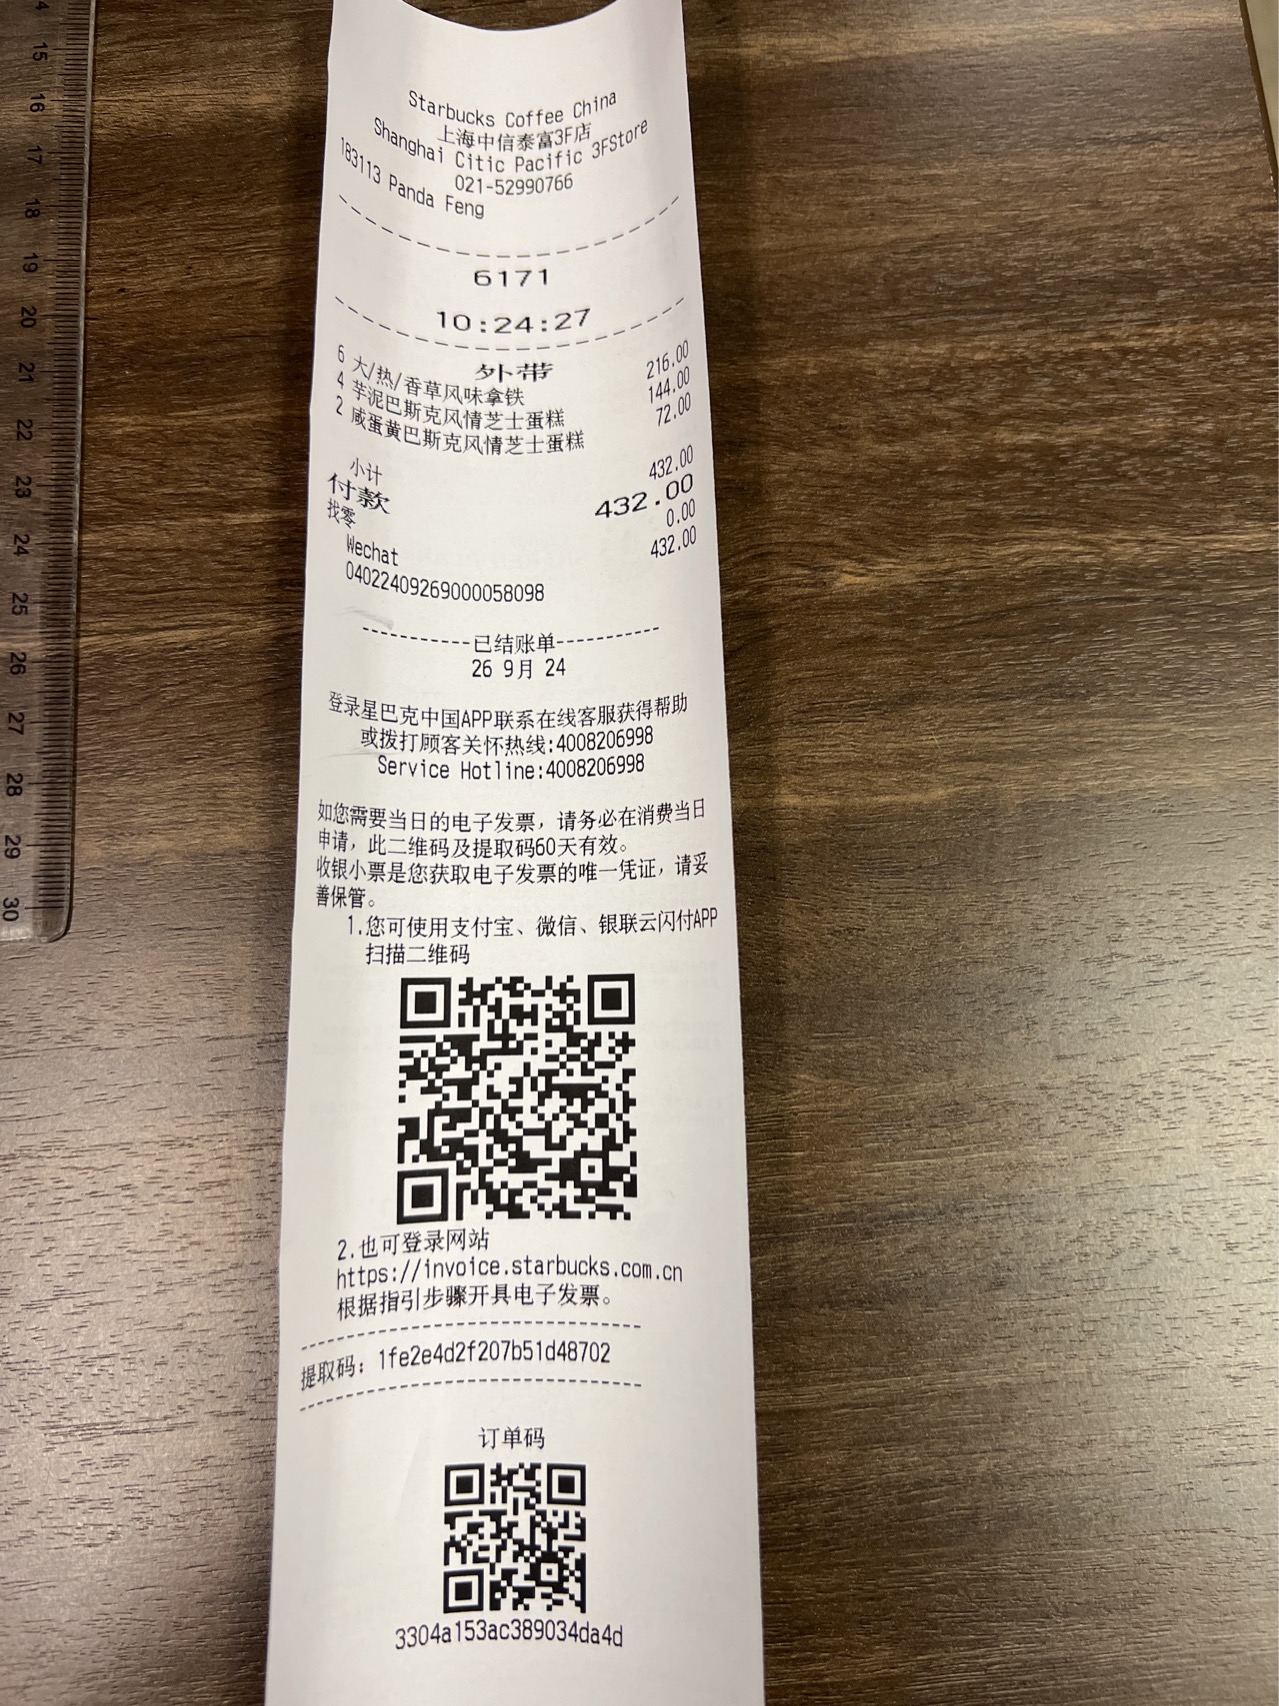 Starbucks Coffee China
上海中信泰富3F店
Shanghai Citic Pacific 3FStore
021-52990766
183113 Panda Feng
6171
10:24:27
外带
6 大/热/香草风味拿铁 216.00
4 芋泥巴斯克风情芝士蛋糕 144.00
2 咸蛋黄巴斯克风情芝士蛋糕 72.00
小计 432.00
付款 432.00
找零 0.00
Wechat 432.00
04022409269000058098
-----------已结账单-----------
26 9月 24
登录星巴克中国APP联系在线客服获得帮助
或拨打顾客关怀热线:4008206998
Service Hotline:4008206998
如您需要当日的电子发票，请务必在消费当日
申请，此二维码及提取码60天有效。
收银小票是您获取电子发票的唯一凭证，请妥
善保管。
1.您可使用支付宝、微信、银联云闪付APP
扫描二维码
2.也可登录网站
https://invoice.starbucks.com.cn
根据指引步骤开具电子发票。
提取码：1fe2e4d2f207b51d48702
订单码
3304a153ac389034da4d
4
15
16
17
18
19
20
21
22
23
24
25
26
27
28
29
30